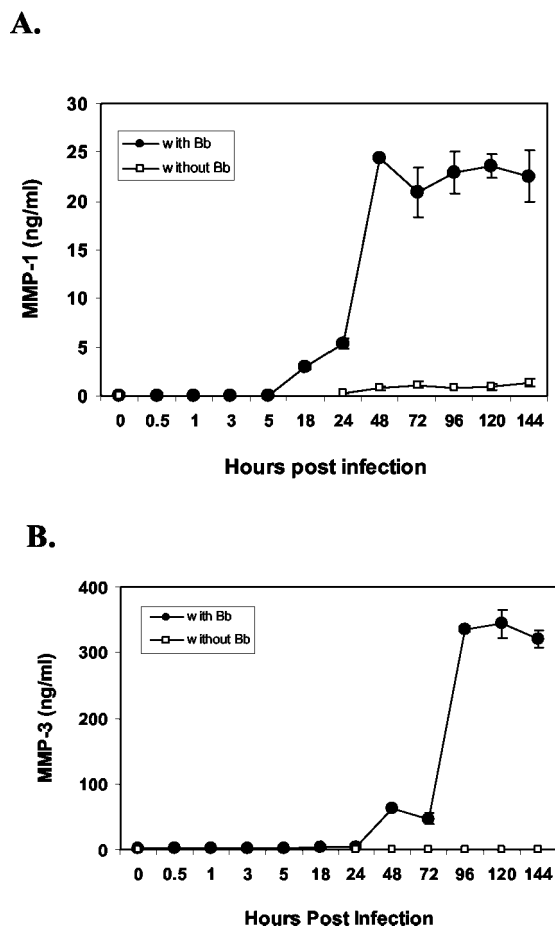 A.
30
25
20
15
10
5
0
MMP-1 (ng/ml)
with Bb
without Bb
0 0.5 1 3 5 18 24 48 72 96 120 144
Hours post infection
B.
400
300
200
100
0
MMP-3 (ng/ml)
with Bb
without Bb
0 0.5 1 3 5 18 24 48 72 96 120 144
Hours Post Infection